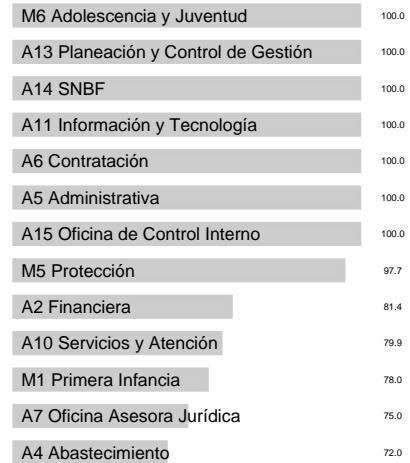 M6 Adolescencia y Juventud 100.0
A13 Planeación y Control de Gestión 100.0
A14 SNBF 100.0
A11 Información y Tecnología 100.0
A6 Contratación 100.0
A5 Administrativa 100.0
A15 Oficina de Control Interno 100.0
M5 Protección 97.7
A2 Financiera 81.4
A10 Servicios y Atención 79.9
M1 Primera Infancia 78.0
A7 Oficina Asesora Jurídica 75.0
A4 Abastecimiento 72.0